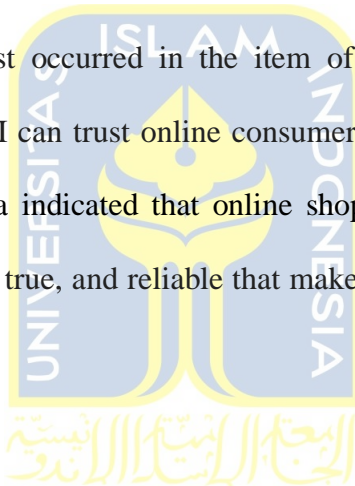 st occurred in the item of
I can trust online consumer
a indicated that online shop
true, and reliable that make
UNIVERSITAS
ISLAM
INDONESIA